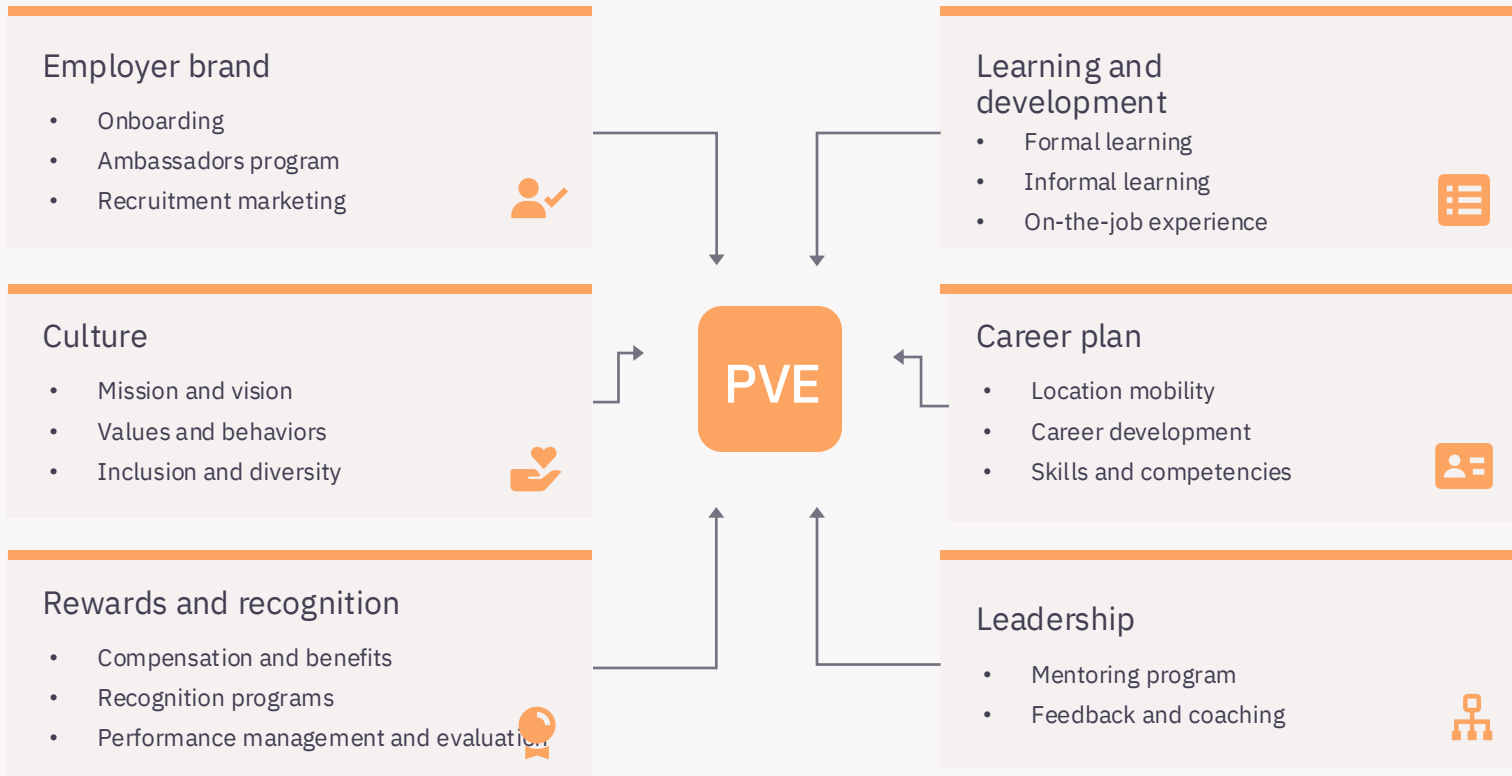 Employer brand
• Onboarding
• Ambassadors program
• Recruitment marketing
Culture
• Mission and vision
• Values and behaviors
• Inclusion and diversity
Rewards and recognition
• Compensation and benefits
• Recognition programs
• Performance management and evaluation
PVE
Learning and
development
• Formal learning
• Informal learning
• On-the-job experience
Career plan
• Location mobility
• Career development
• Skills and competencies
Leadership
• Mentoring program
• Feedback and coaching